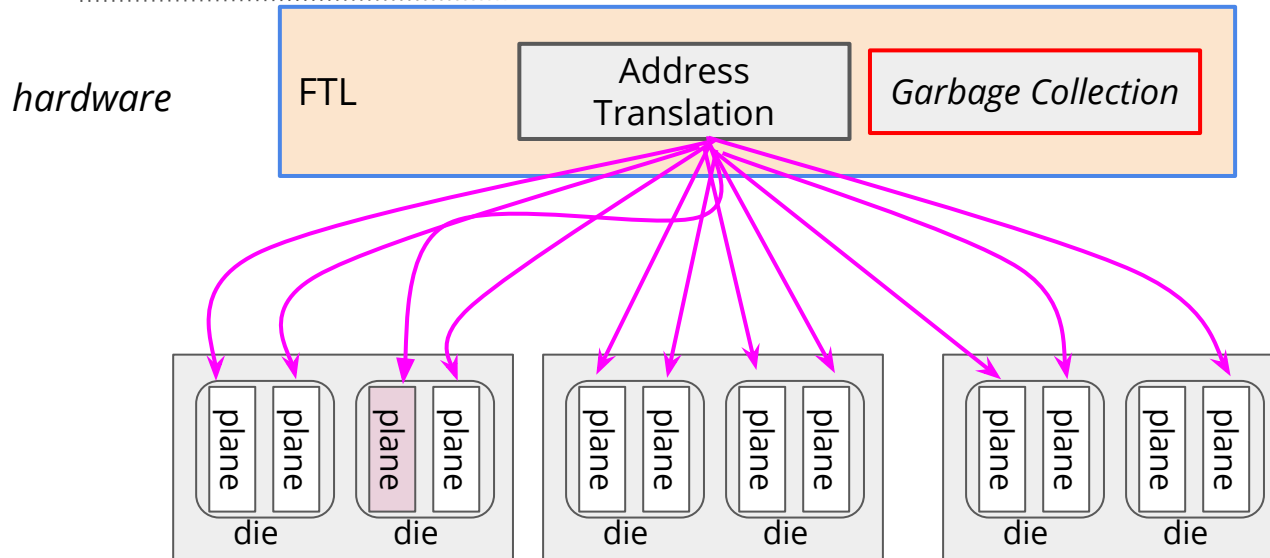 hardware
FTL
Address
Translation
Garbage Collection
plane
plane
plane
plane
plane
plane
plane
plane
plane
plane
plane
plane
die
die
die
die
die
die